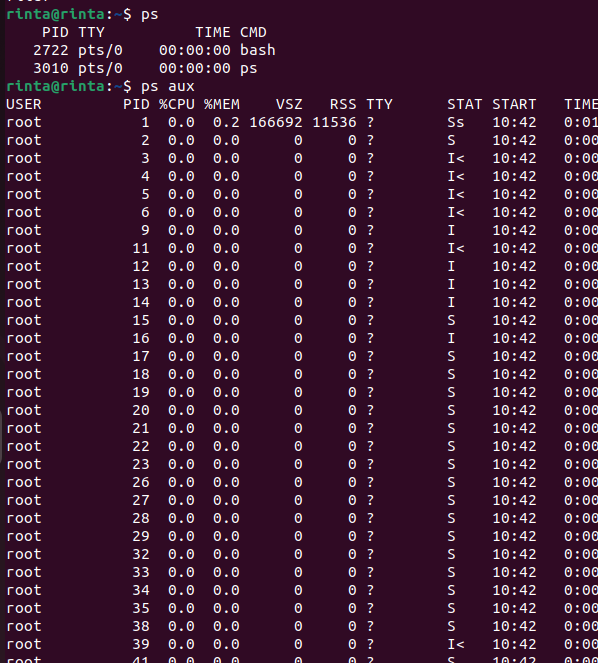 rinta@rinta:~$ ps
    PID TTY          TIME CMD
   2722 pts/0    00:00:00 bash
   3010 pts/0    00:00:00 ps
rinta@rinta:~$ ps aux
USER         PID %CPU %MEM    VSZ   RSS TTY      STAT START   TIME
root           1  0.0  0.2 166692 11536 ?        Ss   10:42   0:01
root           2  0.0  0.0      0     0 ?        S    10:42   0:00
root           3  0.0  0.0      0     0 ?        I<   10:42   0:00
root           4  0.0  0.0      0     0 ?        I<   10:42   0:00
root           5  0.0  0.0      0     0 ?        I<   10:42   0:00
root           6  0.0  0.0      0     0 ?        I<   10:42   0:00
root           9  0.0  0.0      0     0 ?        I    10:42   0:00
root          11  0.0  0.0      0     0 ?        I<   10:42   0:00
root          12  0.0  0.0      0     0 ?        I    10:42   0:00
root          13  0.0  0.0      0     0 ?        I    10:42   0:00
root          14  0.0  0.0      0     0 ?        I    10:42   0:00
root          15  0.0  0.0      0     0 ?        S    10:42   0:00
root          16  0.0  0.0      0     0 ?        I    10:42   0:00
root          17  0.0  0.0      0     0 ?        S    10:42   0:00
root          18  0.0  0.0      0     0 ?        S    10:42   0:00
root          19  0.0  0.0      0     0 ?        S    10:42   0:00
root          20  0.0  0.0      0     0 ?        S    10:42   0:00
root          21  0.0  0.0      0     0 ?        S    10:42   0:00
root          22  0.0  0.0      0     0 ?        S    10:42   0:00
root          23  0.0  0.0      0     0 ?        S    10:42   0:00
root          26  0.0  0.0      0     0 ?        S    10:42   0:00
root          27  0.0  0.0      0     0 ?        S    10:42   0:00
root          28  0.0  0.0      0     0 ?        S    10:42   0:00
root          29  0.0  0.0      0     0 ?        S    10:42   0:00
root          32  0.0  0.0      0     0 ?        S    10:42   0:00
root          33  0.0  0.0      0     0 ?        S    10:42   0:00
root          34  0.0  0.0      0     0 ?        S    10:42   0:00
root          35  0.0  0.0      0     0 ?        S    10:42   0:00
root          38  0.0  0.0      0     0 ?        S    10:42   0:00
root          39  0.0  0.0      0     0 ?        I<   10:42   0:00
root          41  0.0  0.0      0     0 ?        S    10:42   0:00